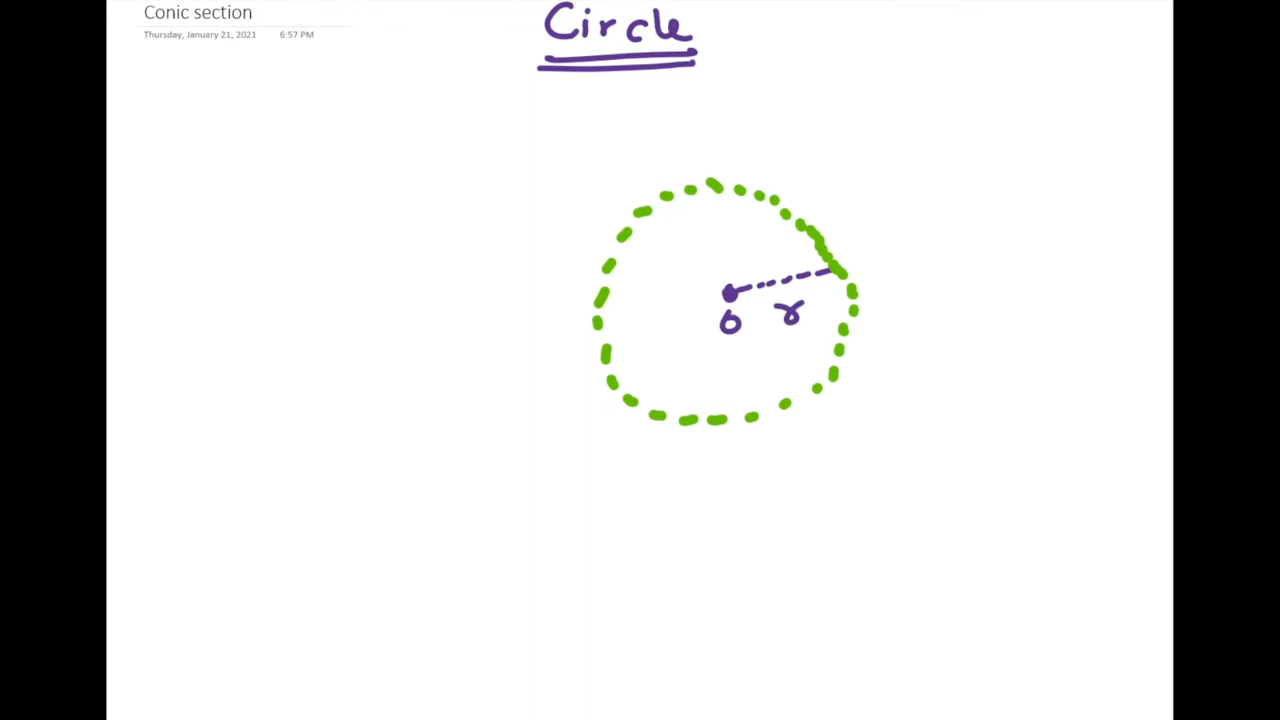 Conic section
Thursday, January 21, 2021 6:57 PM
Circle
r
O